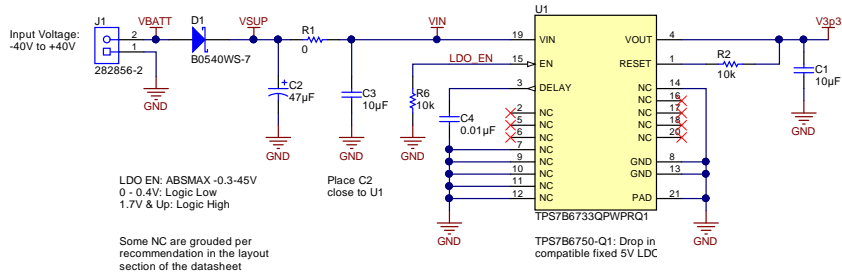 Input Voltage:
-40V to +40V
J1
2
1
282856-2
GND
VBATT
D1
B0540WS-7
VSUP
C2
47µF
GND
R1
0
C3
10µF
GND
VIN
LDO_EN
R6
10k
GND
C4
0.01µF
GND
U1
19 VIN
15 EN
3 DELAY
2 NC
5 NC
6 NC
7 NC
9 NC
10 NC
11 NC
12 NC
VOUT 4
RESET 1
NC 14
NC 16
NC 17
NC 18
NC 20
GND 8
GND 13
PAD 21
TPS7B6733QPWPRQ1
GND
R2
10k
V3p3
C1
10µF
GND
LDO EN: ABSMAX -0.3-45V
0 - 0.4V: Logic Low
1.7V & Up: Logic High
Place C2
close to U1
Some NC are grouded per
recommendation in the layout
section of the datasheet
TPS7B6750-Q1: Drop in
compatible fixed 5V LDC